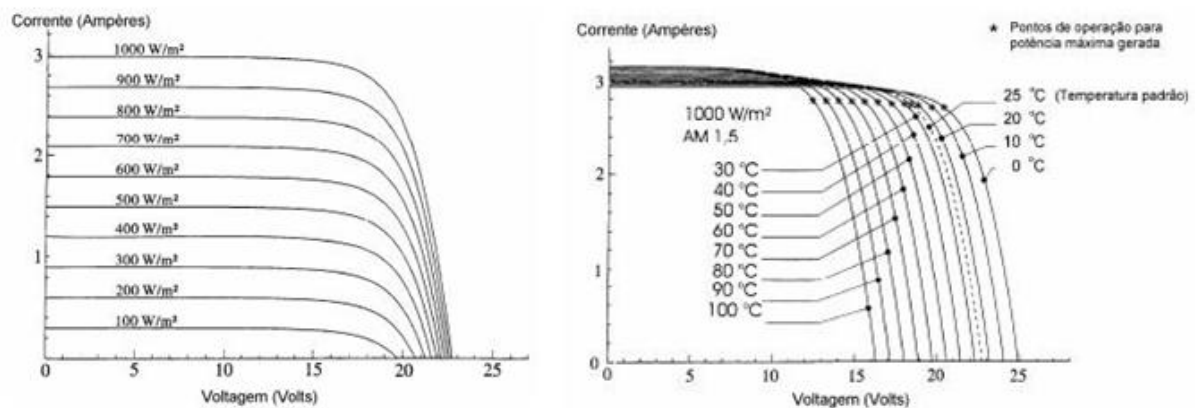 Corrente (Ampères)
3
1000 W/m²
900 W/m²
800 W/m²
2
700 W/m²
600 W/m²
500 W/m²
400 W/m²
1
300 W/m²
200 W/m²
100 W/m²
0
5
10
15
20
25
Voltagem (Volts)
Corrente (Ampères)
★ Pontos de operação para
potência máxima gerada
3
25 °C (Temperatura padrão)
20 °C
10 °C
0 °C
1000 W/m²
AM 1,5
2
30 °C
40 °C
50 °C
60 °C
70 °C
80 °C
90 °C
100 °C
1
0
0
5
10
15
20
25
Voltagem (Volts)